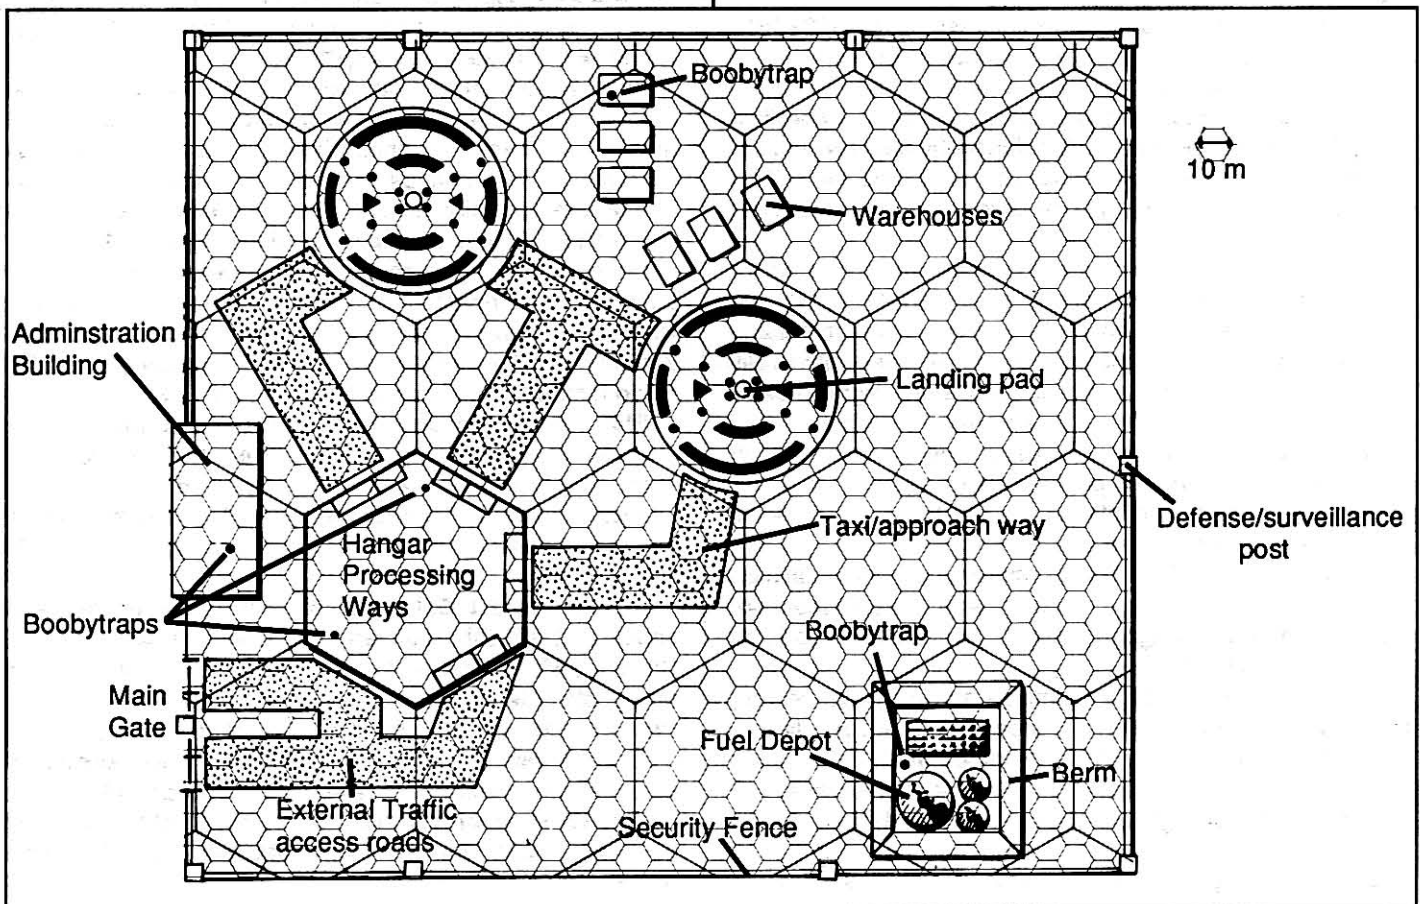 Boobytrap
10 m
Warehouses
Adminstration
Building
Landing pad
Defense/surveillance
post
Taxi/approach way
Hangar
Processing
Ways
Boobytraps
Boobytrap
Main
Gate
Fuel Depot
Berm
External Traffic
access roads
Security Fence